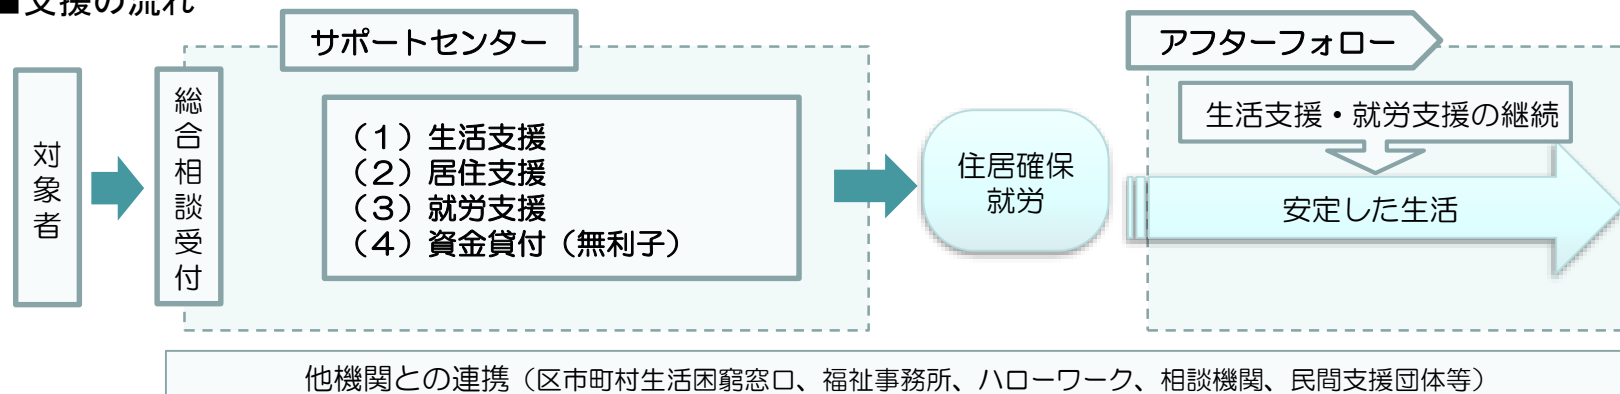 ■支援の流れ
サポートセンター
アフターフォロー
対象者
総合相談受付
（１）生活支援
（２）居住支援
（３）就労支援
（４）資金貸付（無利子）
住居確保
就労
生活支援・就労支援の継続
安定した生活
他機関との連携（区市町村生活困窮窓口、福祉事務所、ハローワーク、相談機関、民間支援団体等）